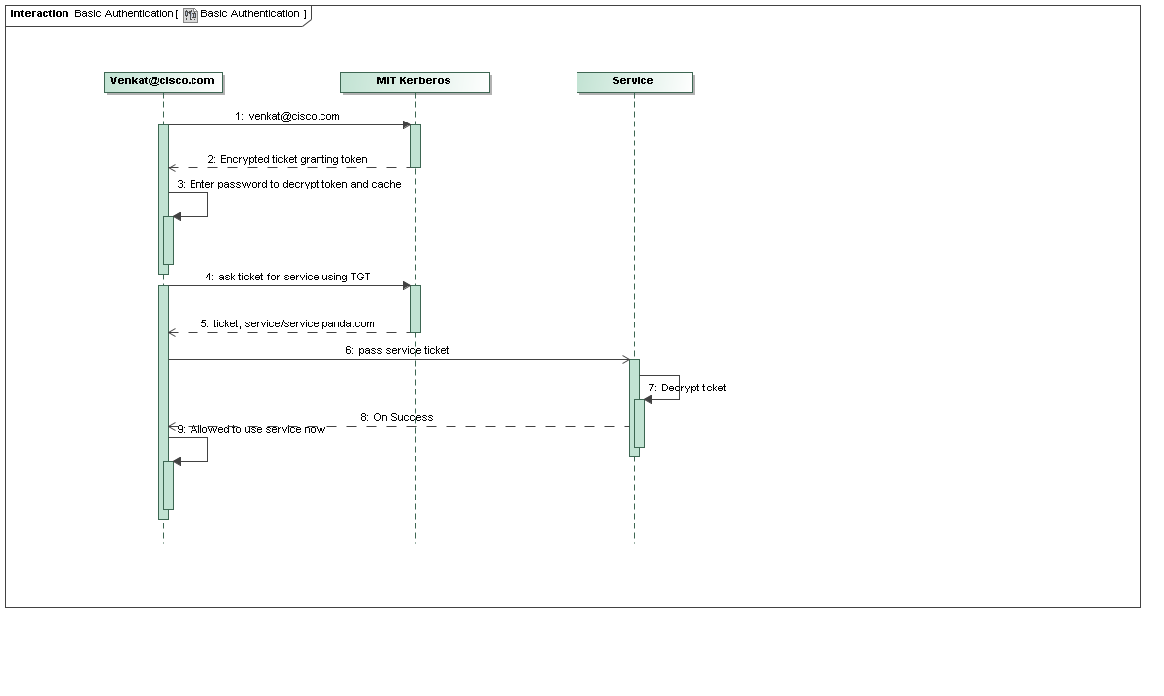 interaction Basic Authentication [ Basic Authentication ]
Venkat@cisco.com
MIT Kerberos
Service
1: venkat@cisco.com
2: Encrypted ticket granting token
3: Enter password to decrypt token and cache
4: ask ticket for service using TGT
5: ticket, service/service.panda.com
6: pass service ticket
7: Decrypt ticket
8: On Success
9: Allowed to use service now